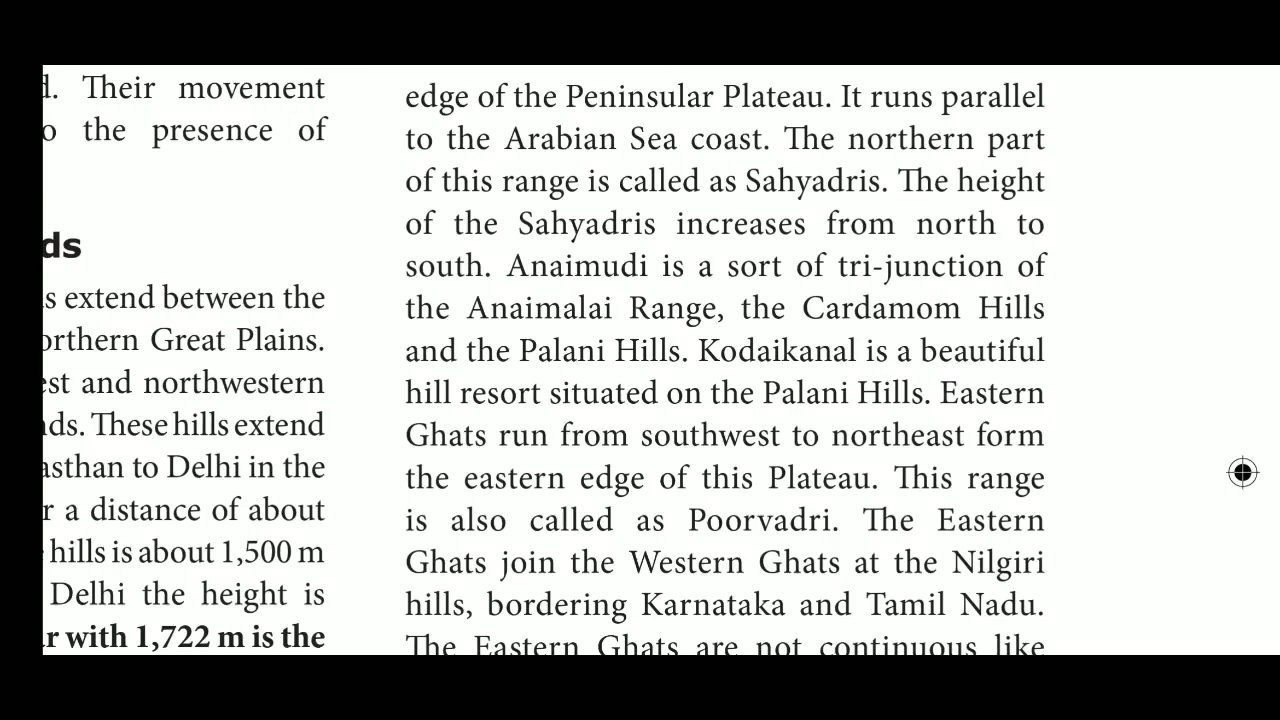 Their movement
the presence of
ds
extend between the
Great Plains.
and northwestern
These hills extend
to Delhi in the
a distance of about
hills is about 1,500 m
Delhi the height is
with 1,722 m is the
edge of the Peninsular Plateau. It runs parallel
to the Arabian Sea coast. The northern part
of this range is called as Sahyadris. The height
of the Sahyadris increases from north to
south. Anaimudi is a sort of tri-junction of
the Anaimalai Range, the Cardamom Hills
and the Palani Hills. Kodaikanal is a beautiful
hill resort situated on the Palani Hills. Eastern
Ghats run from southwest to northeast form
the eastern edge of this Plateau. This range
is also called as Poorvadri. The Eastern
Ghats join the Western Ghats at the Nilgiri
hills, bordering Karnataka and Tamil Nadu.
The Eastern Ghats are not continuous like